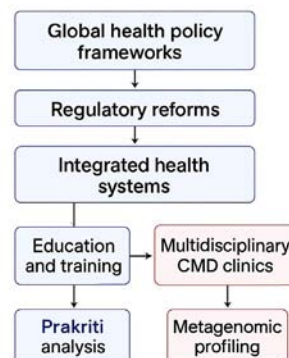 Global health policy
frameworks
Regulatory reforms
Integrated health
systems
Education
and training
Multidisciplinary
CMD clinics
Prakriti
analysis
Metagenomic
profiling